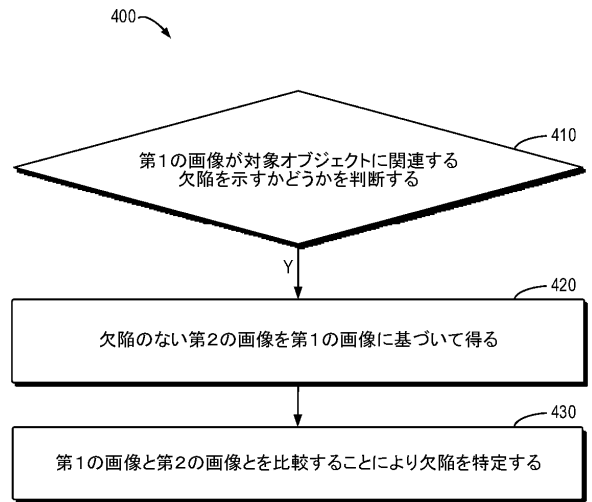 400
410
第1の画像が対象オブジェクトに関連する
欠陥を示すかどうかを判断する
Y
420
欠陥のない第2の画像を第1の画像に基づいて得る
430
第1の画像と第2の画像とを比較することにより欠陥を特定する